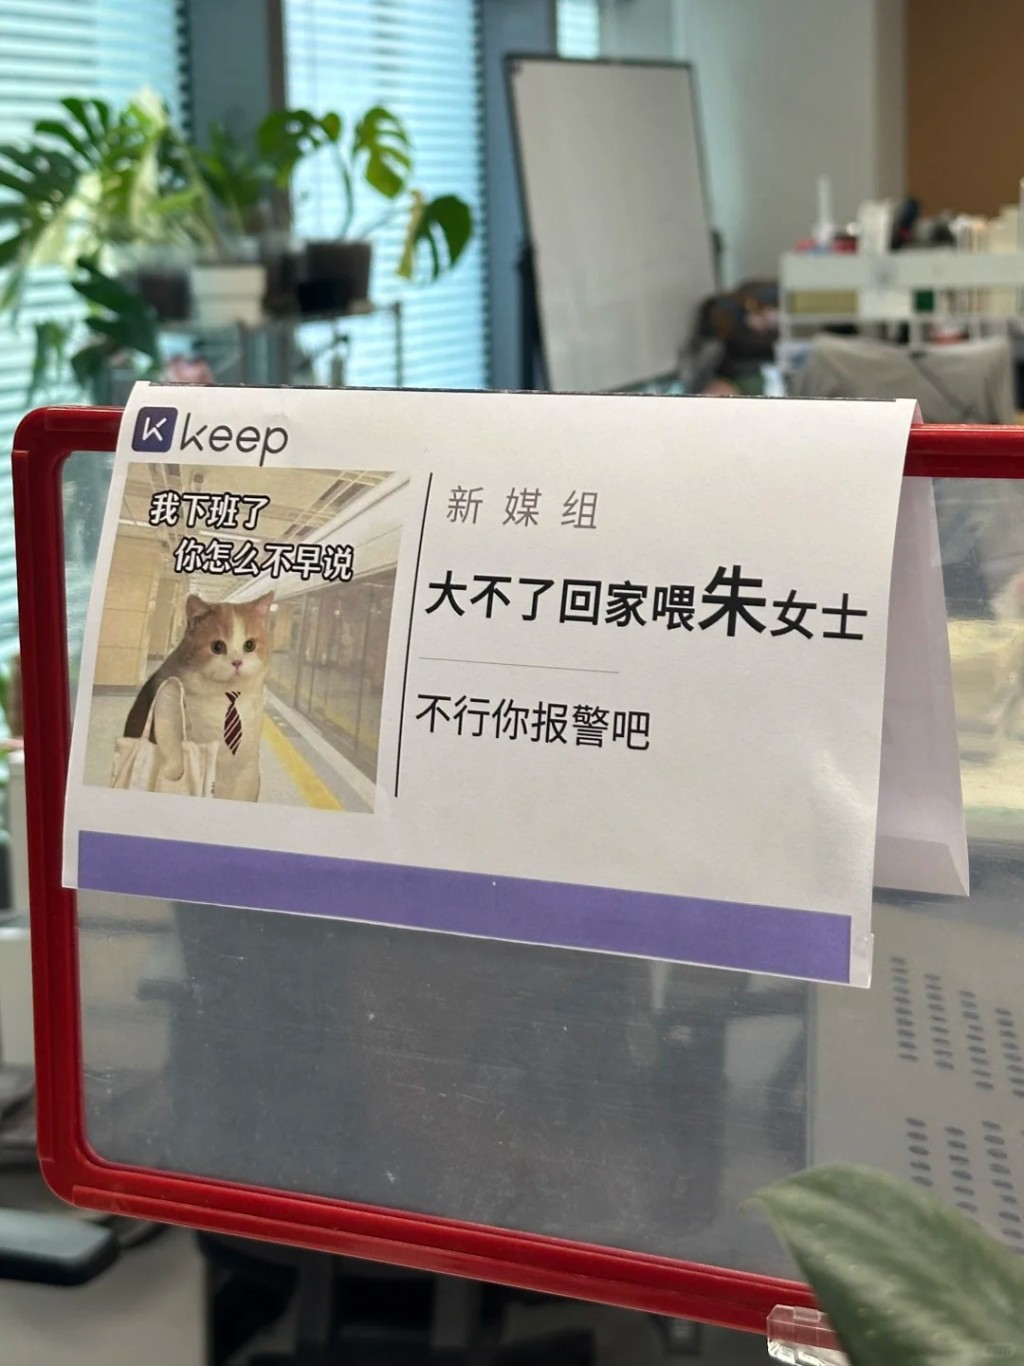 keep
我下班了
你怎么不早说
新媒组
大不了回家喂朱女士
不行你报警吧